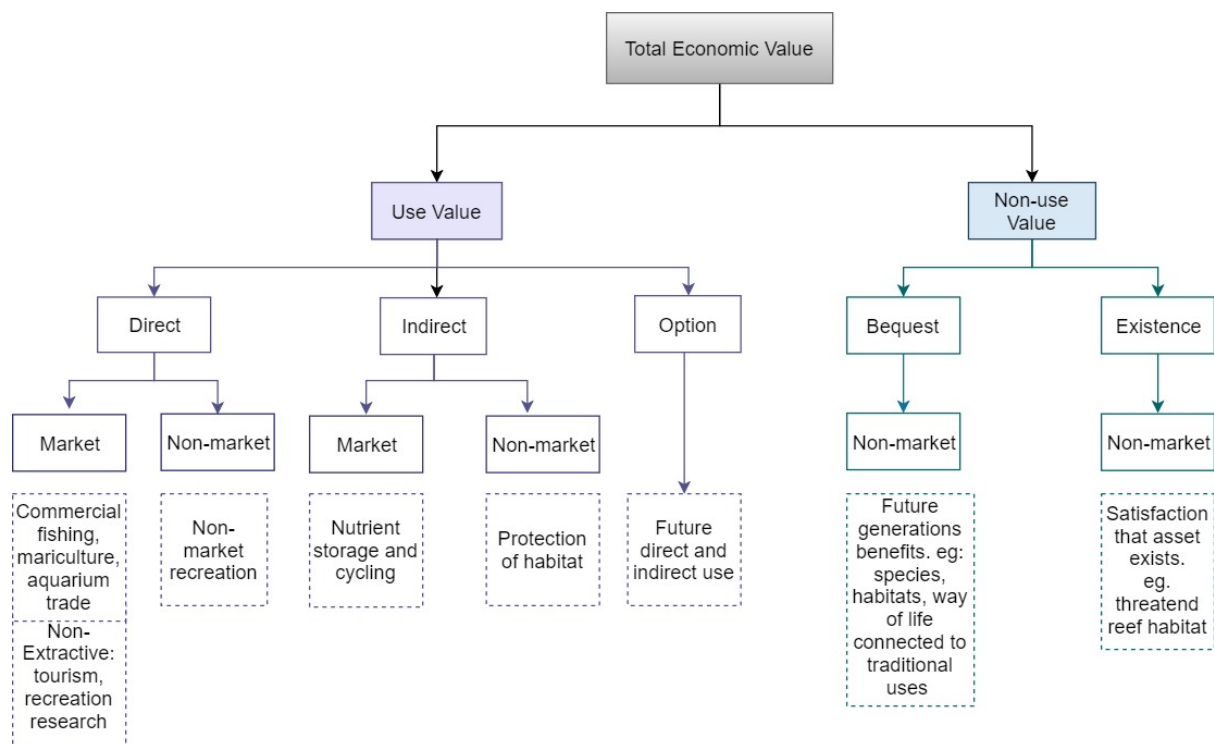 Total Economic Value
Use Value
Non-use
Value
Direct
Indirect
Option
Bequest
Existence
Market
Non-market
Market
Non-market
Non-market
Non-market
Commercial
fishing,
mariculture,
aquarium
trade
Non-
Extractive:
tourism,
recreation
research
Non-
market
recreation
Nutrient
storage and
cycling
Protection
of habitat
Future
direct and
indirect use
Future
generations
benefits. eg:
species,
habitats, way
of life
connected to
traditional
uses
Satisfaction
that asset
exists.
eg.
threatend
reef habitat